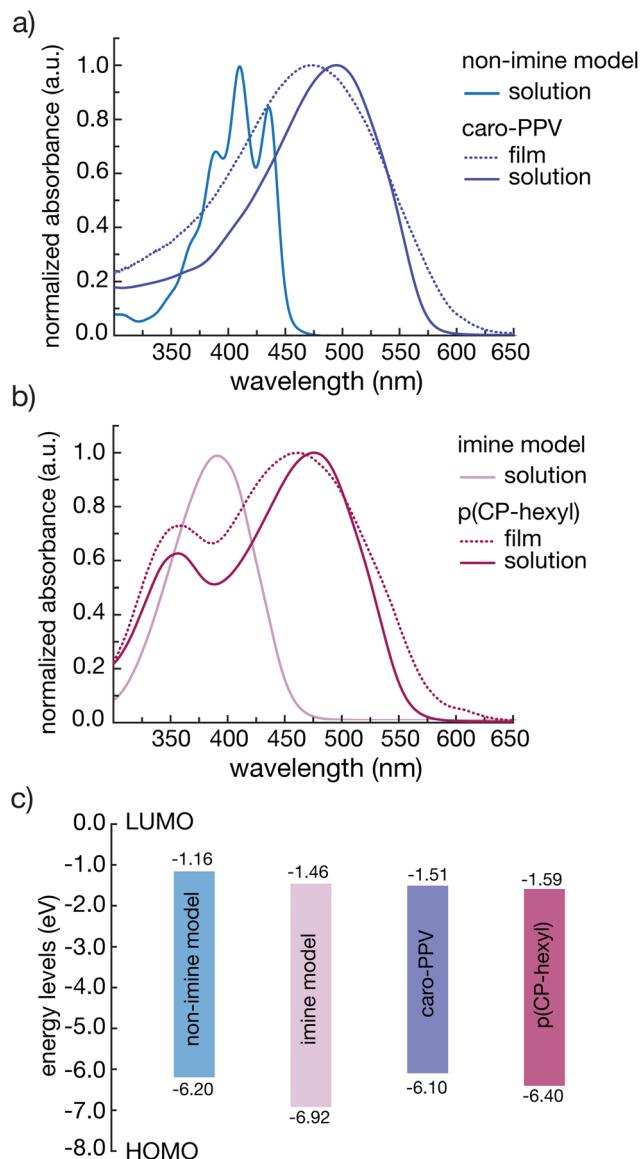 a)
normalized absorbance (a.u.)
1.0
0.8
0.6
0.4
0.2
0.0
350 400 450 500 550 600 650
wavelength (nm)
non-imine model
solution
caro-PPV
film
solution
b)
normalized absorbance (a.u.)
1.0
0.8
0.6
0.4
0.2
0.0
350 400 450 500 550 600 650
wavelength (nm)
imine model
solution
p(CP-hexyl)
film
solution
c)
energy levels (eV)
0.0
-1.0
-2.0
-3.0
-4.0
-5.0
-6.0
-7.0
-8.0
LUMO
HOMO
-1.16
non-imine model
-6.20
-1.46
imine model
-6.92
-1.51
caro-PPV
-6.10
-1.59
p(CP-hexyl)
-6.40